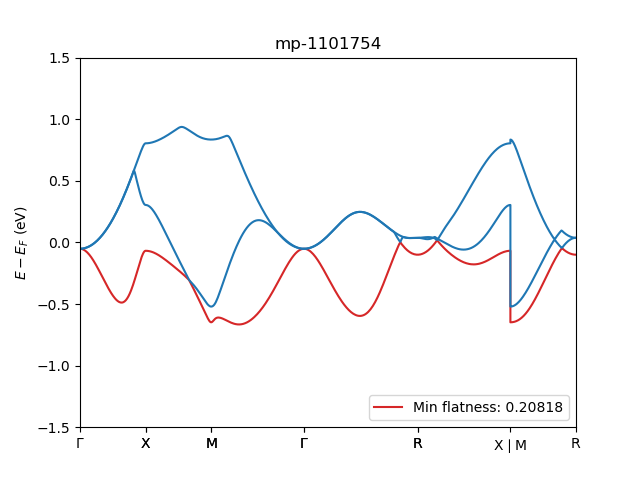 mp-1101754
1.5
1.0
0.5
0.0
−0.5
−1.0
−1.5
E − E_F (eV)
Min flatness: 0.20818
Γ X M Γ R X | M R